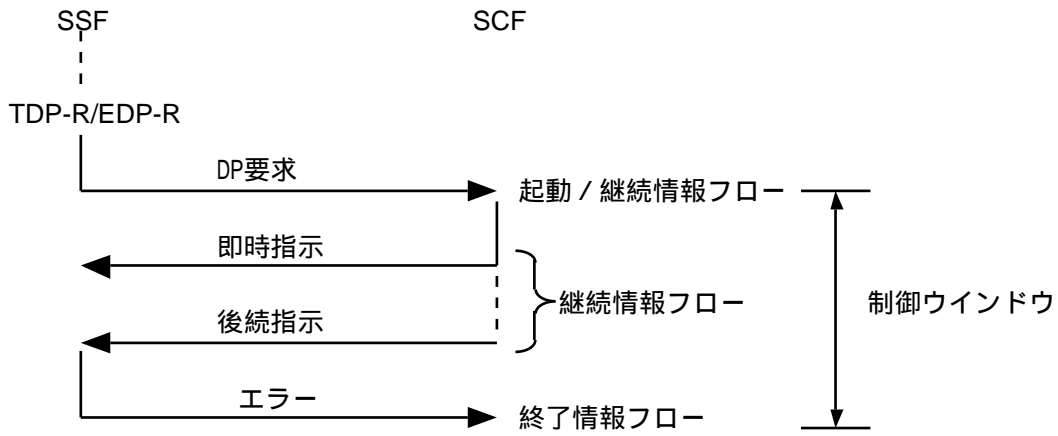 SSF
SCF
TDP-R/EDP-R
DP要求
起動 / 継続情報フロー
即時指示
継続情報フロー
制御ウインドウ
後続指示
エラー
終了情報フロー